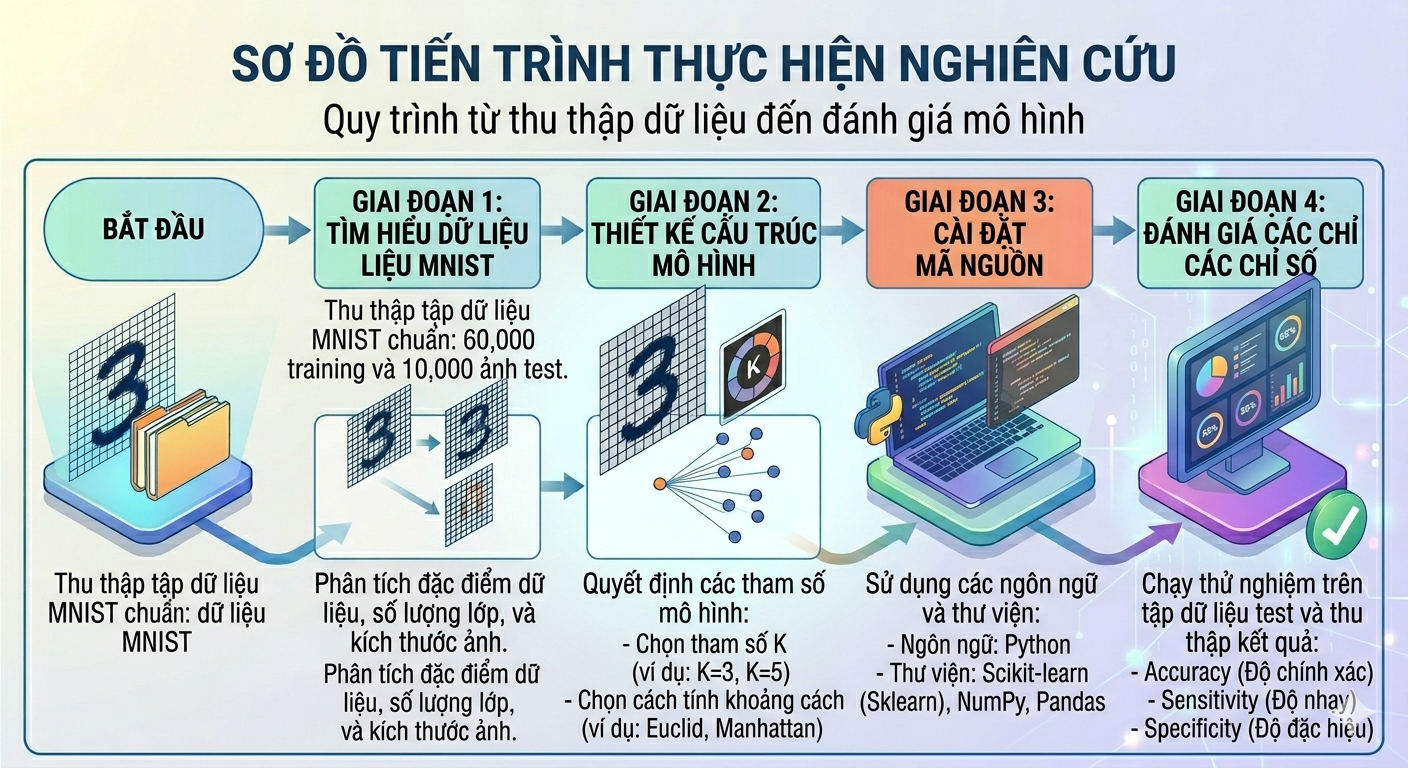 SƠ ĐỒ TIẾN TRÌNH THỰC HIỆN NGHIÊN CỨU
Quy trình từ thu thập dữ liệu đến đánh giá mô hình
BẮT ĐẦU
Thu thập tập dữ liệu
MNIST chuẩn: dữ liệu
MNIST
GIAI ĐOẠN 1:
TÌM HIỂU DỮ LIỆU
LIỆU MNIST
Thu thập tập dữ liệu
MNIST chuẩn: 60,000
training và 10,000 ảnh test.
Phân tích đặc điểm dữ
liệu, số lượng lớp, và
kích thước ảnh.
Phân tích đặc điểm dữ
liệu, số lượng lớp,
và kích thước ảnh.
GIAI ĐOẠN 2:
THIẾT KẾ CẤU TRÚC
MÔ HÌNH
3
K
Quyết định các tham số
mô hình:
- Chọn tham số K
(ví dụ: K=3, K=5)
- Chọn cách tính khoảng cách
(ví dụ: Euclid, Manhattan)
GIAI ĐOẠN 3:
CÀI ĐẶT
MÃ NGUỒN
Sử dụng các ngôn ngữ
và thư viện:
- Ngôn ngữ: Python
- Thư viện: Scikit-learn
(Sklearn), NumPy, Pandas
GIAI ĐOẠN 4:
ĐÁNH GIÁ CÁC CHỈ
CÁC CHỈ SỐ
Chạy thử nghiệm trên
tập dữ liệu test và thu
thập kết quả:
- Accuracy (Độ chính xác)
- Sensitivity (Độ nhạy)
- Specificity (Độ đặc hiệu)
3
3
3